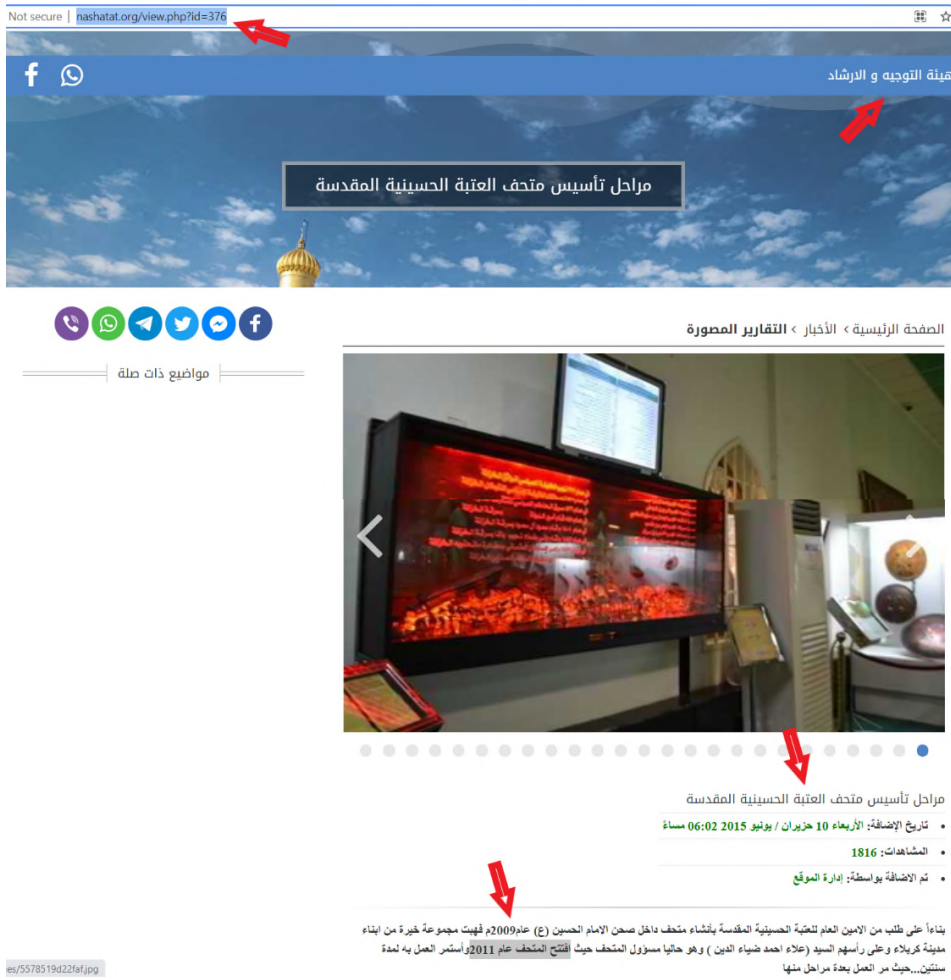 Not secure | nashatat.org/view.php?id=376
هيئة التوجيه و الارشاد
مراحل تأسيس متحف العتبة الحسينية المقدسة
الصفحة الرئيسية › الأخبار › التقارير المصورة
مواضيع ذات صلة
مراحل تأسيس متحف العتبة الحسينية المقدسة
تاريخ الإضافة: الأربعاء 10 حزيران / يونيو 2015 06:02 مساءً
المشاهدات: 1816
تم الاضافة بواسطة: إدارة الموقع
بناءاً على طلب من الامين العام للعتبة الحسينية المقدسة بأنشاء متحف داخل صحن الامام الحسين (ع) عام2009م فهبت مجموعة خيرة من ابناء
مدينة كربلاء وعلى رأسهم السيد (علاء احمد ضياء الدين ) وهو حاليا مسؤول المتحف حيث افتتح المتحف عام 2011وأستمر العمل به لمدة
سنتين...حيث مر العمل بعدة مراحل منها
es/5578519d22faf.jpg